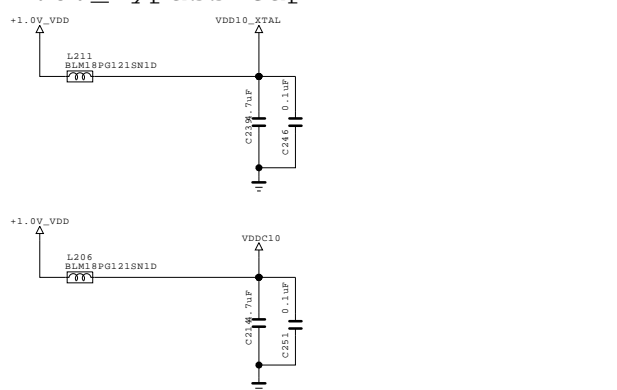 +1.0V_VDD
VDD10_XTAL
L211
BLM18PG121SN1D
C239
4.7uF
C246
0.1uF
+1.0V_VDD
VDDC10
L206
BLM18PG121SN1D
4.7uF
C251
0.1uF